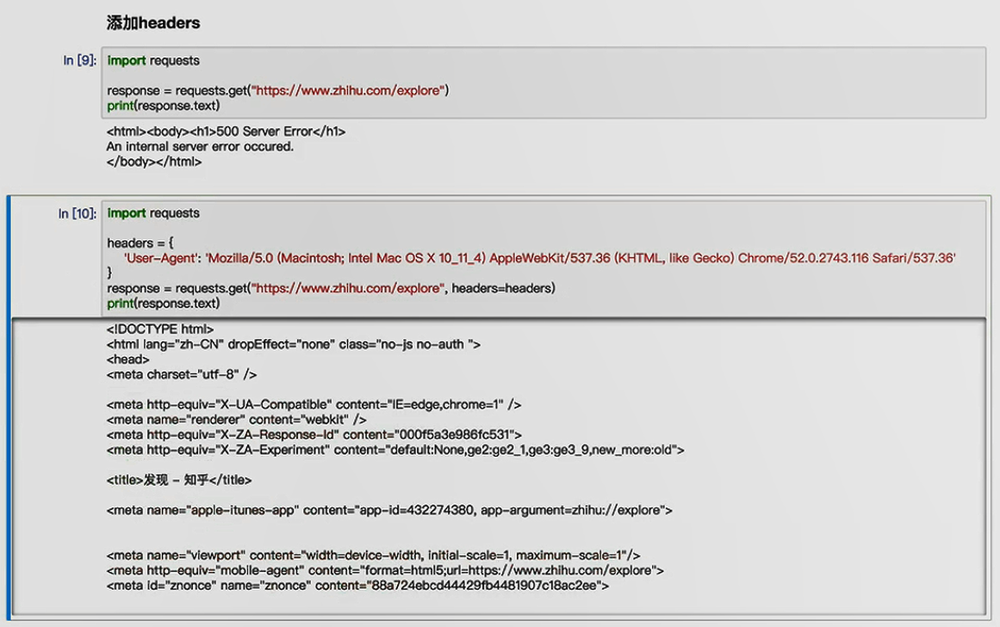 添加headers
In [9]:
import requests
response = requests.get("https://www.zhihu.com/explore")
print(response.text)
<html><body><h1>500 Server Error</h1>
An internal server error occured.
</body></html>
In [10]:
import requests
headers = {
'User-Agent': 'Mozilla/5.0 (Macintosh; Intel Mac OS X 10_11_4) AppleWebKit/537.36 (KHTML, like Gecko) Chrome/52.0.2743.116 Safari/537.36'
}
response = requests.get("https://www.zhihu.com/explore", headers=headers)
print(response.text)
<!DOCTYPE html>
<html lang="zh-CN" dropEffect="none" class="no-js no-auth ">
<head>
<meta charset="utf-8" />
<meta http-equiv="X-UA-Compatible" content="IE=edge,chrome=1" />
<meta name="renderer" content="webkit" />
<meta http-equiv="X-ZA-Response-Id" content="000f5a3e986fc531">
<meta http-equiv="X-ZA-Experiment" content="default:None,ge2:ge2_1,ge3:ge3_9,new_more:old">
<title>发现 - 知乎</title>
<meta name="apple-itunes-app" content="app-id=432274380, app-argument=zhihu://explore">
<meta name="viewport" content="width=device-width, initial-scale=1, maximum-scale=1"/>
<meta http-equiv="mobile-agent" content="format=html5;url=https://www.zhihu.com/explore">
<meta id="znonce" name="znonce" content="88a724ebcd44429fb4481907c18ac2ee">